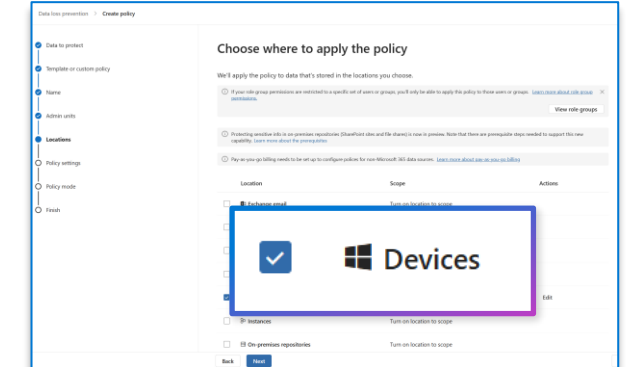 Data loss prevention > Create policy
Data to protect
Template or custom policy
Name
Admin units
Locations
Policy settings
Policy mode
Finish
Choose where to apply the policy
We'll apply the policy to data that's stored in the locations you choose.
If your role group permissions are restricted to a specific set of users or groups, you'll only be able to apply this policy to those users or groups. Learn more about role group
permissions.
View role groups
Protecting sensitive info in on-premises repositories (SharePoint sites and file shares) is now in preview. Note that there are prerequisite steps needed to support this new
capability. Learn more about the prerequisites
Pay-as-you-go billing needs to be set up to configure polices for non-Microsoft 365 data sources. Learn more about pay-as-you-go billing
Location Scope Actions
Exchange email Turn on location to scope
Devices
Edit
Instances Turn on location to scope
On-premises repositories Turn on location to scope
Back Next